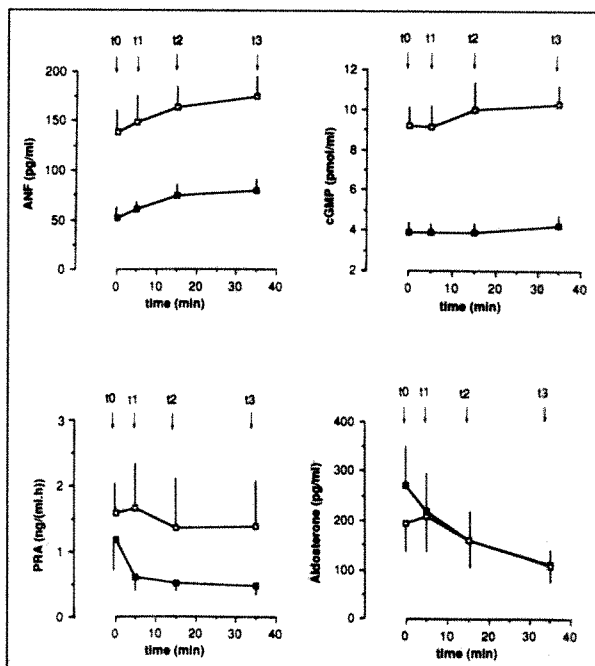 t0 t1 t2 t3
200
150
100
50
0
ANF (pg/ml)
0 10 20 30 40
time (min)
t0 t1 t2 t3
12
10
8
6
4
2
cGMP (pmol/ml)
0 10 20 30 40
time (min)
t0 t1 t2 t3
3
2
1
0
PRA (ng/(ml.h))
0 10 20 30 40
time (min)
t0 t1 t2 t3
400
300
200
100
0
Aldosterone (pg/ml)
0 10 20 30 40
time (min)